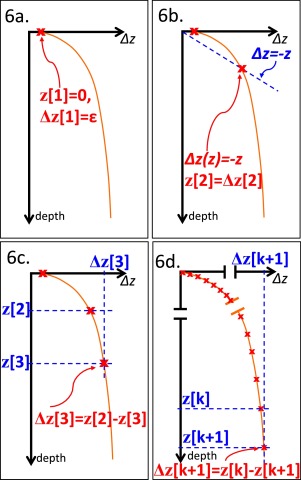 6a.
Δz
z[1]=0,
Δz[1]=ε
depth
6b.
Δz
Δz=-z
Δz(z)=-z
z[2]=Δz[2]
depth
6c.
Δz[3]
Δz
z[2]
z[3]
Δz[3]=z[2]-z[3]
depth
6d.
Δz[k+1]
Δz
z[k]
z[k+1]
depth
Δz[k+1]=z[k]-z[k+1]